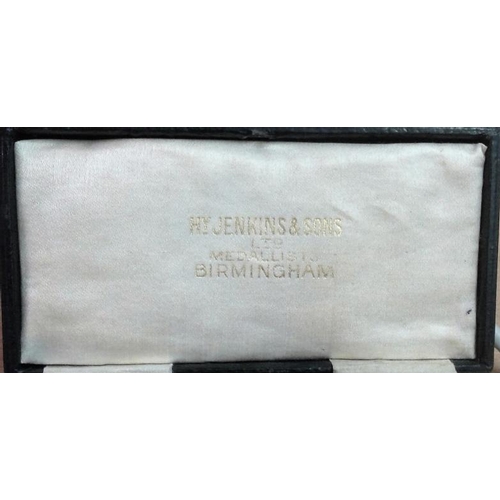 HY JENKINS & SONS
LTD
MEDALLISTS
BIRMINGHAM